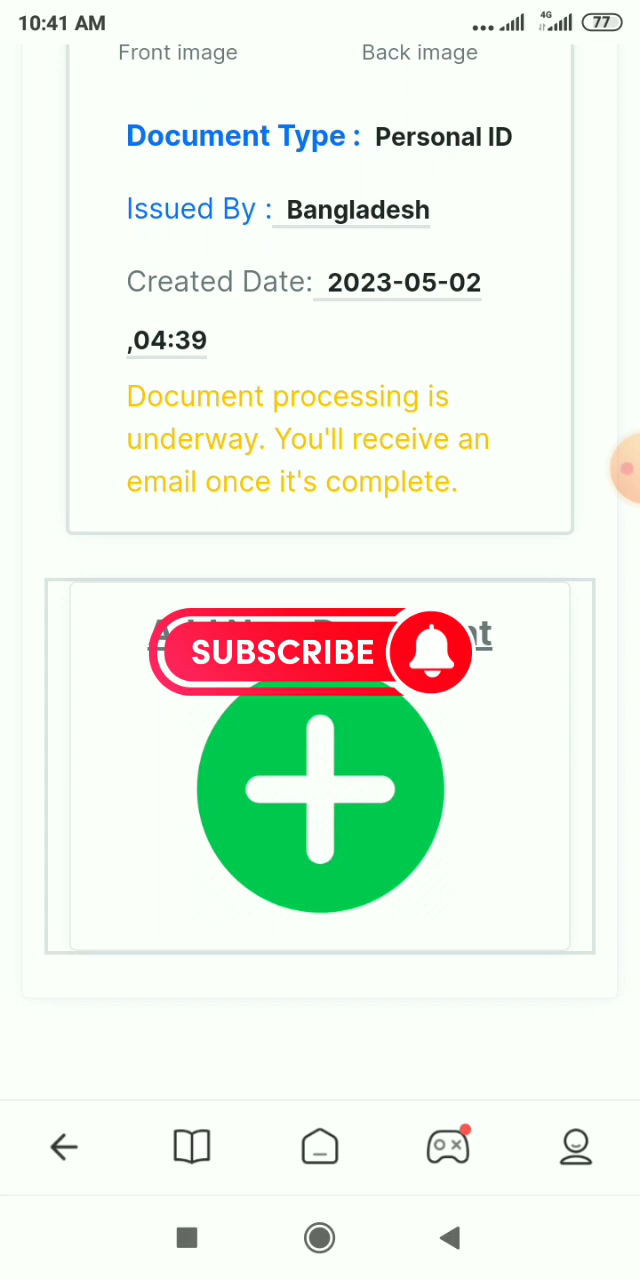 10:41 AM
4G
77
Front image Back image
Document Type : Personal ID
Issued By : Bangladesh
Created Date: 2023-05-02
,04:39
Document processing is
underway. You'll receive an
email once it's complete.
SUBSCRIBE